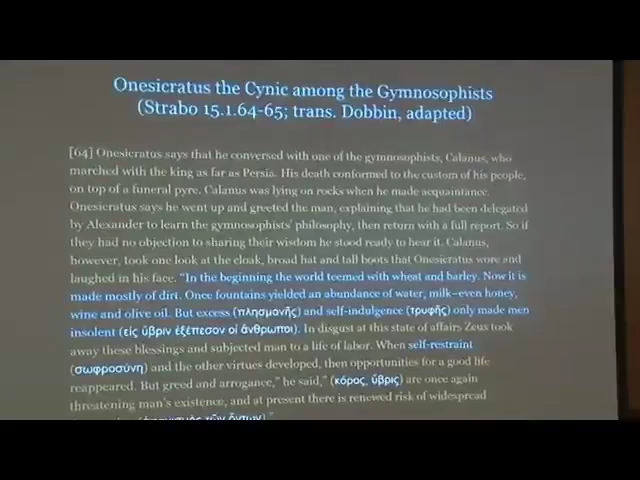 Onesicratus the Cynic among the Gymnosophists
(Strabo 15.1.64-65; trans. Dobbin, adapted)
[64] Onesicratus says that he conversed with one of the gymnosophists, Calanus, who
marched with the king as far as Persia. His death conformed to the custom of his people,
on top of a funeral pyre. Calanus was lying on rocks when he made acquaintance.
Onesicratus says he went up and greeted the man, explaining that he had been delegated
by Alexander to learn the gymnosophists' philosophy, then return with a full report. So if
they had no objection to sharing their wisdom he stood ready to hear it. Calanus,
however, took one look at the cloak, broad hat and tall boots that Onesicratus wore and
laughed in his face. "In the beginning the world teemed with wheat and barley. Now it is
made mostly of dirt. Once fountains yielded an abundance of water, milk—even honey,
wine and olive oil. But excess (πλησμονῆς) and self-indulgence (τρυφῆς) only made men
insolent (εἰς ὕβριν ἐξέπεσον οἱ ἄνθρωποι). In disgust at this state of affairs Zeus took
away these blessings and subjected man to a life of labor. When self-restraint
(σωφροσύνη) and the other virtues developed, then opportunities for a good life
reappeared. But greed and arrogance," he said," (κόρος, ὕβρις) are once again
threatening man's existence, and at present there is renewed risk of widespread
τῶν ὄντων)."